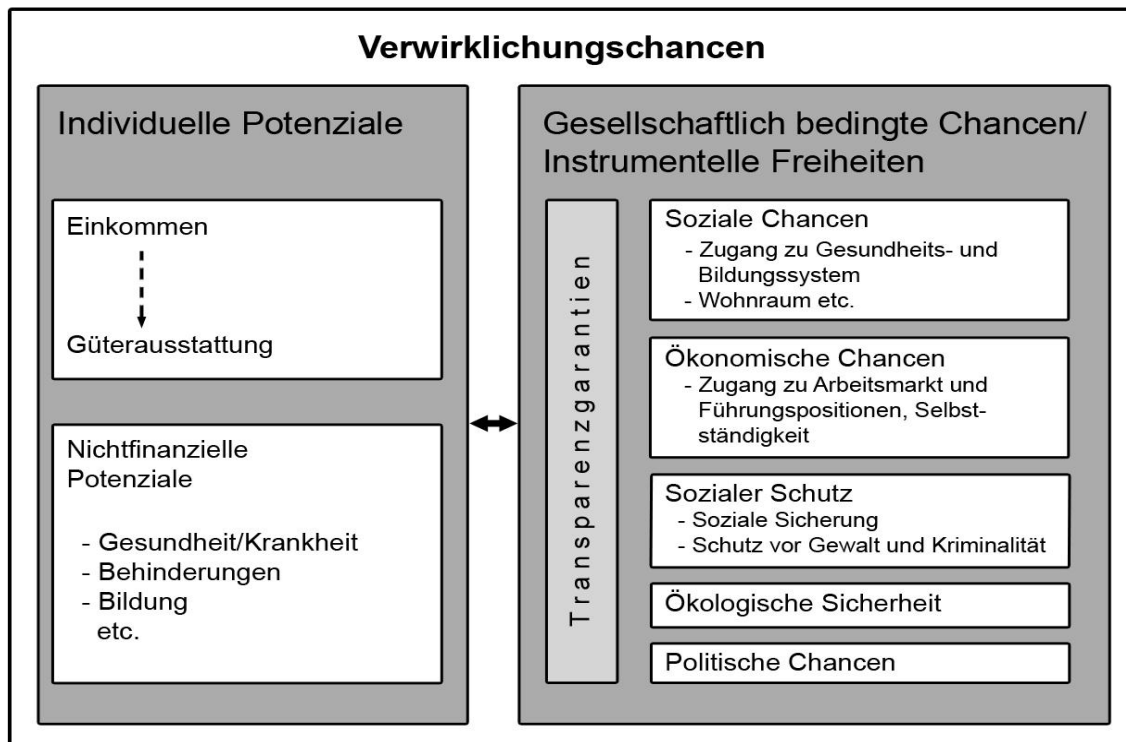 Verwirklichungschancen
Individuelle Potenziale
Einkommen
Güterausstattung
Nichtfinanzielle
Potenziale
- Gesundheit/Krankheit
- Behinderungen
- Bildung
etc.
Gesellschaftlich bedingte Chancen/
Instrumentelle Freiheiten
Transparenzgarantien
Soziale Chancen
- Zugang zu Gesundheits- und
Bildungssystem
- Wohnraum etc.
Ökonomische Chancen
- Zugang zu Arbeitsmarkt und
Führungspositionen, Selbst-
ständigkeit
Sozialer Schutz
- Soziale Sicherung
- Schutz vor Gewalt und Kriminalität
Ökologische Sicherheit
Politische Chancen